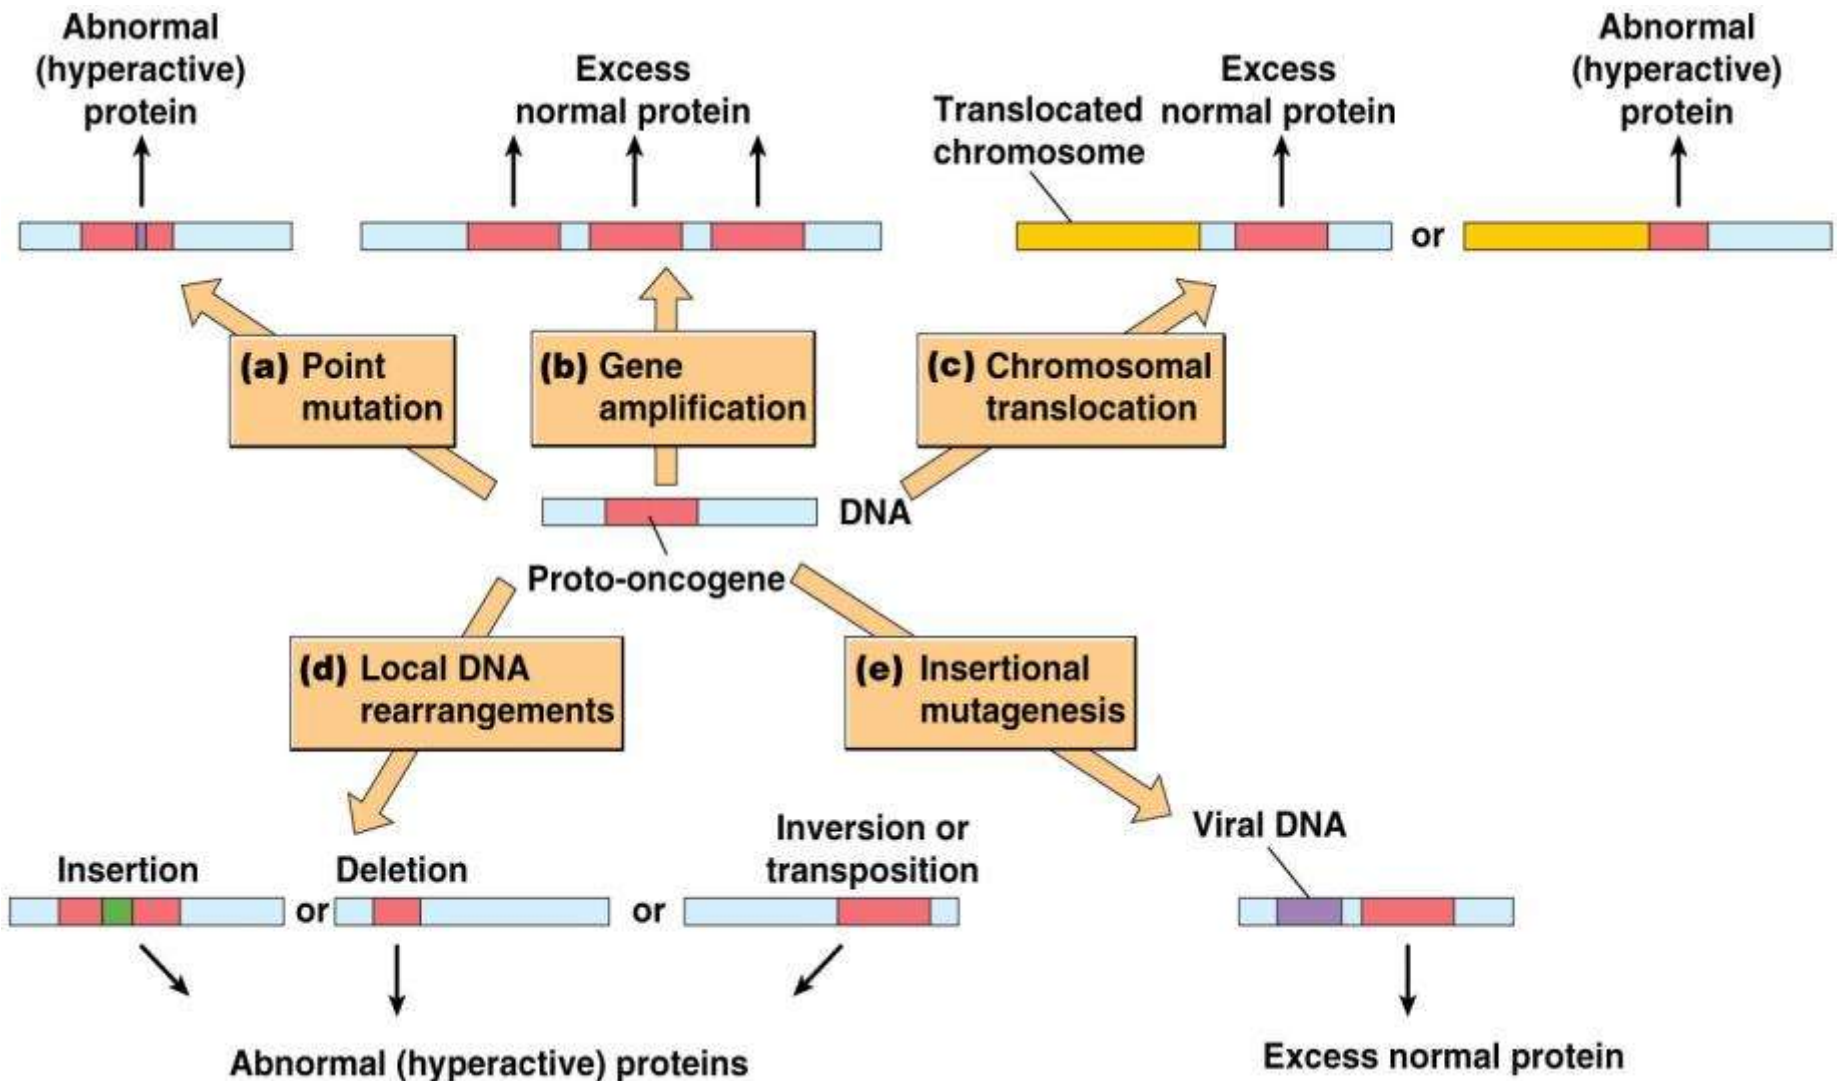 Abnormal
(hyperactive)
protein
Excess
normal protein
Translocated
chromosome
Excess
normal protein
Abnormal
(hyperactive)
protein
or
(a) Point
mutation
(b) Gene
amplification
(c) Chromosomal
translocation
DNA
Proto-oncogene
(d) Local DNA
rearrangements
(e) Insertional
mutagenesis
Insertion
or
Deletion
or
Inversion or
transposition
Viral DNA
Abnormal (hyperactive) proteins
Excess normal protein